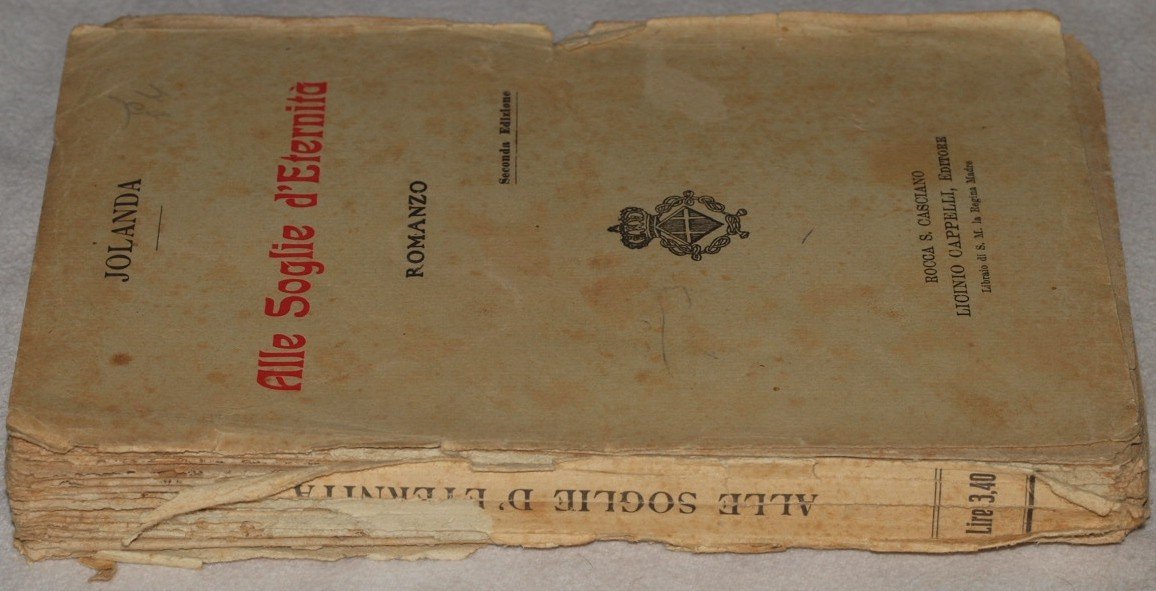 JOLANDA
Alle Soglie d'Eternità
ROMANZO
Seconda Edizione
ROCCA S. CASCIANO
LICINIO CAPPELLI, EDITORE
Libraio di S. M. la Regina Madre
ALLE SOGLIE D'ETERNITÀ
Lire 3,40